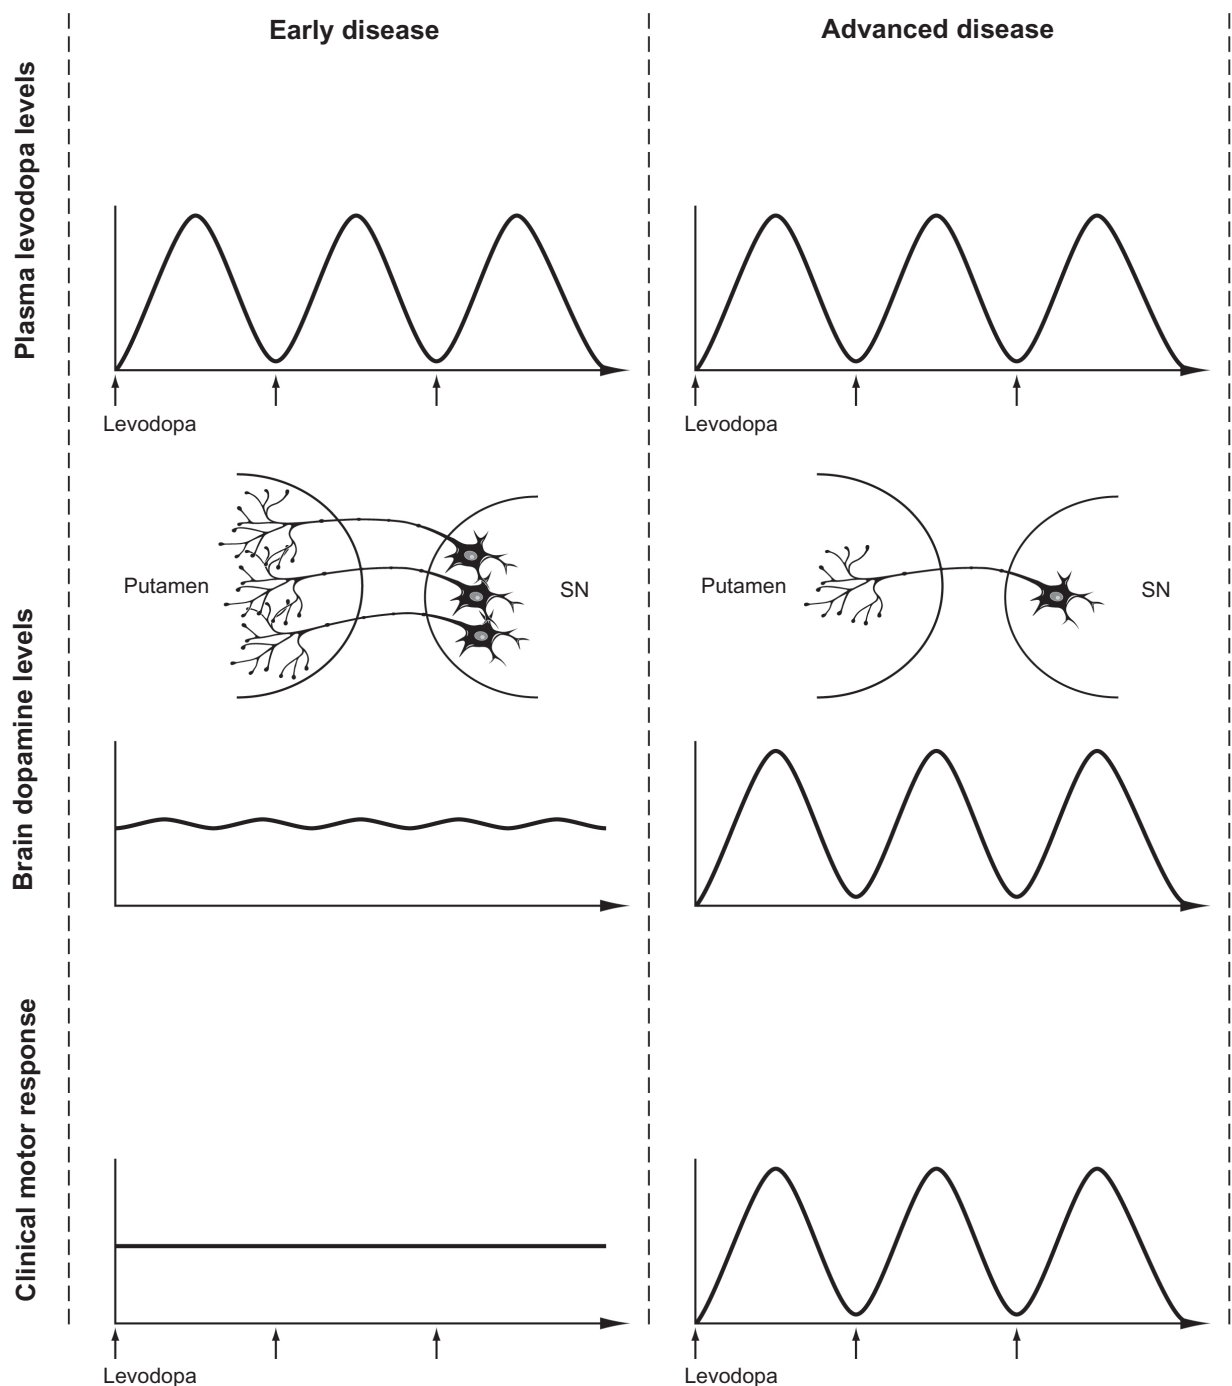 Early disease
Advanced disease
Plasma levodopa levels
Levodopa
Levodopa
Putamen
SN
Putamen
SN
Brain dopamine levels
Clinical motor response
Levodopa
Levodopa